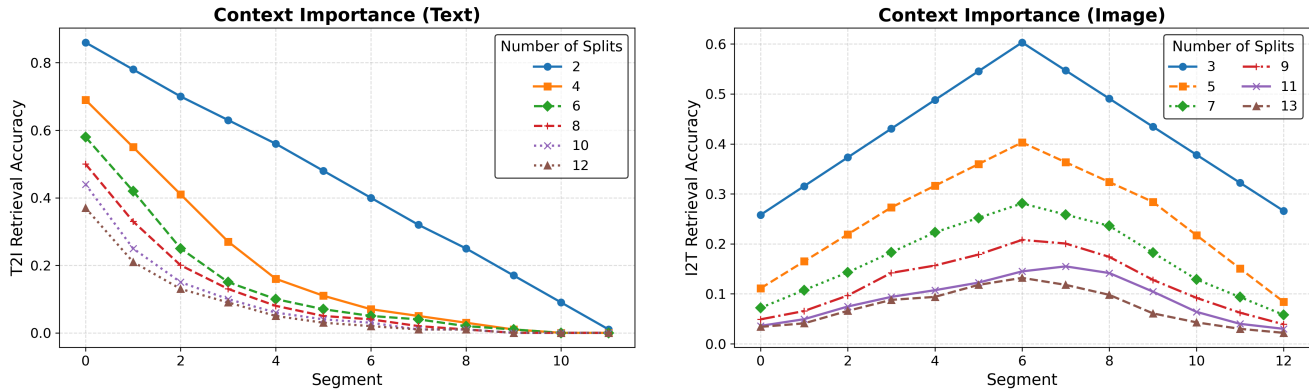 Context Importance (Text)
T2I Retrieval Accuracy
0.8
0.6
0.4
0.2
0.0
Number of Splits
2
4
6
8
10
12
0 2 4 6 8 10
Segment
Context Importance (Image)
I2T Retrieval Accuracy
0.6
0.5
0.4
0.3
0.2
0.1
0.0
Number of Splits
3 9
5 11
7 13
0 2 4 6 8 10 12
Segment